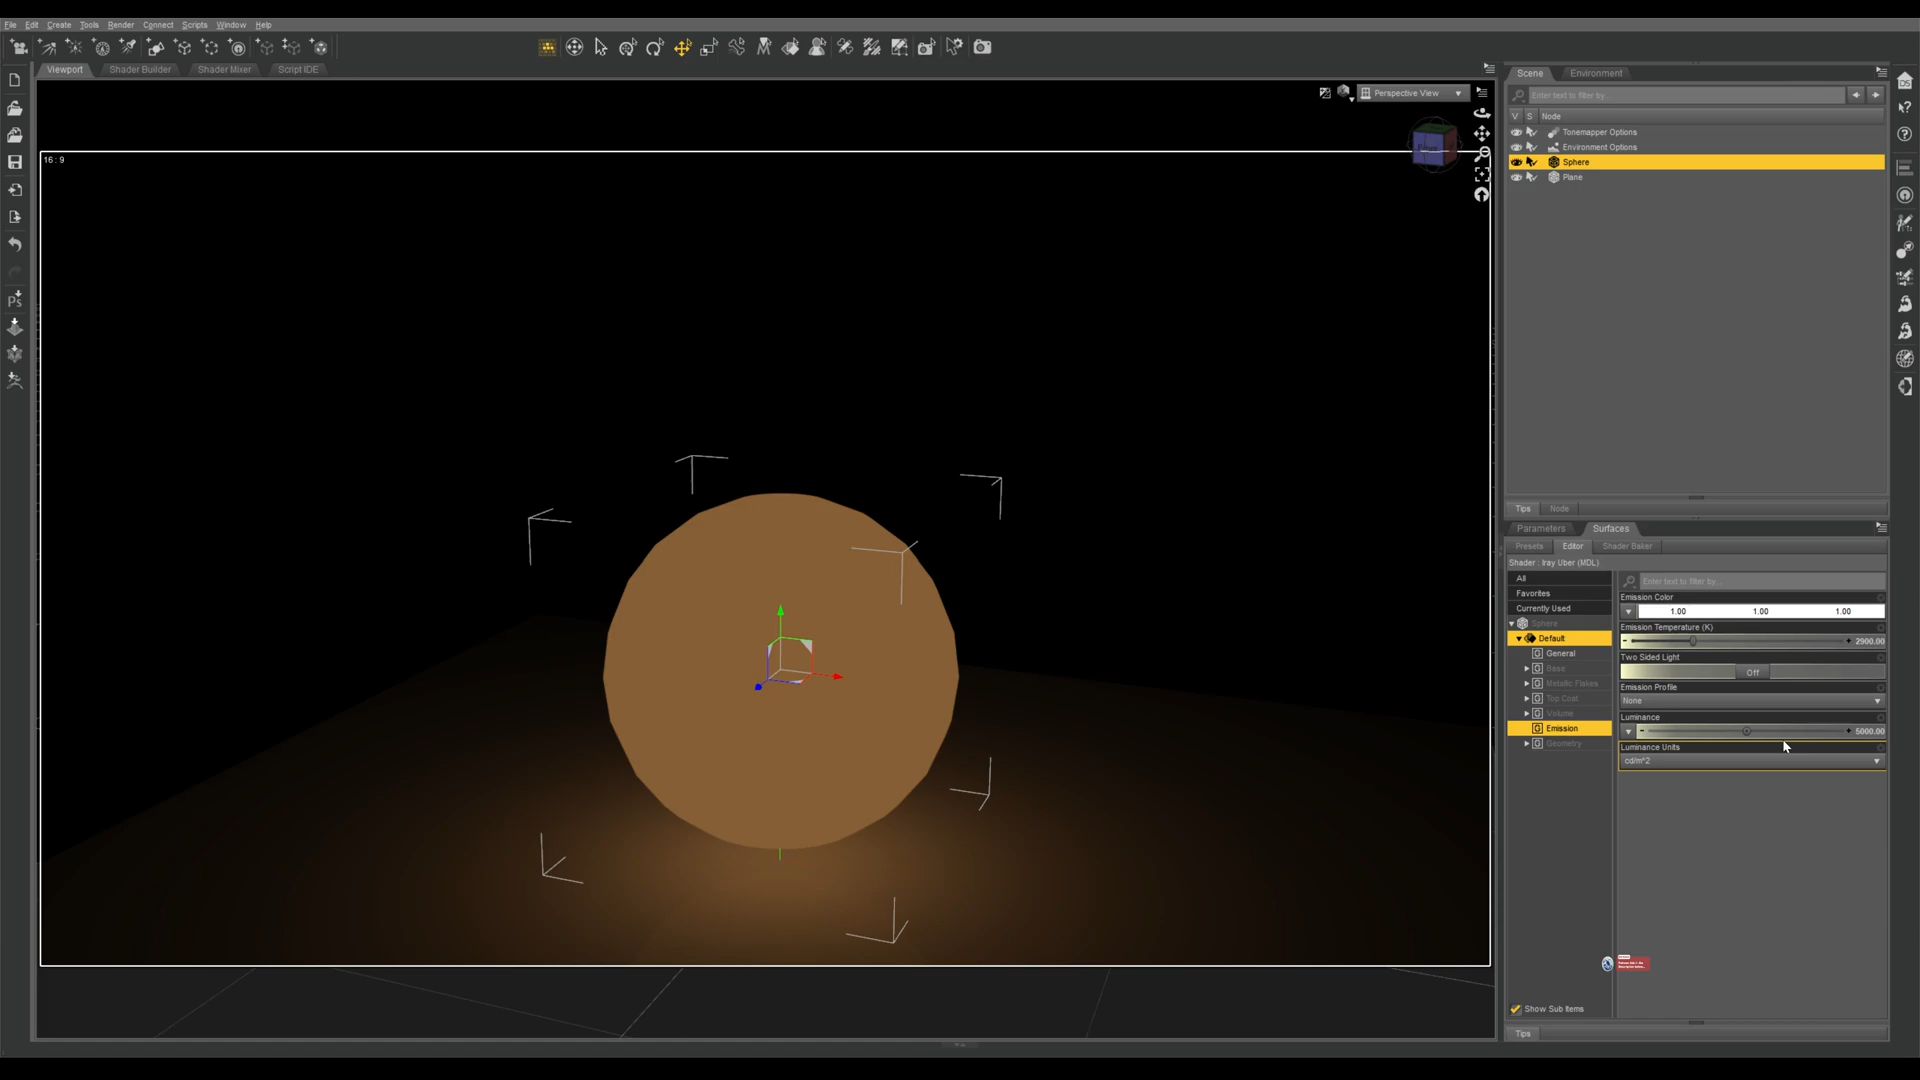 File Edit Create Tools Render Connect Scripts Window Help
Viewport Shader Builder Shader Mixer Script IDE
Perspective View
16 : 9
Scene Environment
Enter text to filter by...
V S Node
Tonemapper Options
Environment Options
Sphere
Plane
Tips Node
Parameters Surfaces
Presets Editor Shader Baker
Shader : Iray Uber (MDL)
All
Favorites
Currently Used
Sphere
Default
General
Base
Metallic Flakes
Top Coat
Volume
Emission
Geometry
Enter text to filter by...
Emission Color
1.00 1.00 1.00
Emission Temperature (K)
2900.00
Two Sided Light
Off
Emission Profile
None
Luminance
5000.00
Luminance Units
cd/m^2
Show Sub Items
Tips
Ps
DS